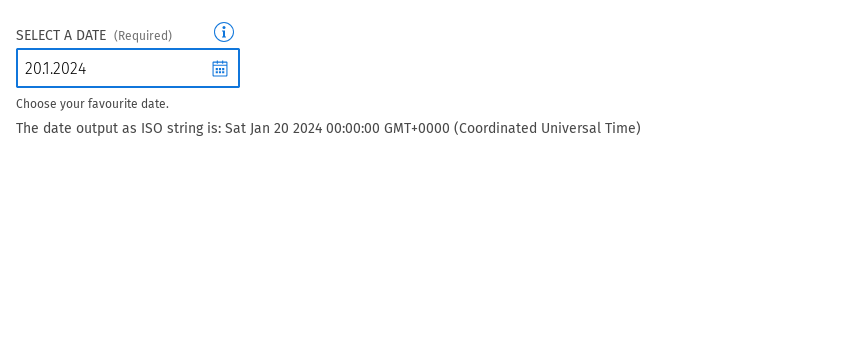 SELECT A DATE (Required)
20.1.2024
Choose your favourite date.
The date output as ISO string is: Sat Jan 20 2024 00:00:00 GMT+0000 (Coordinated Universal Time)